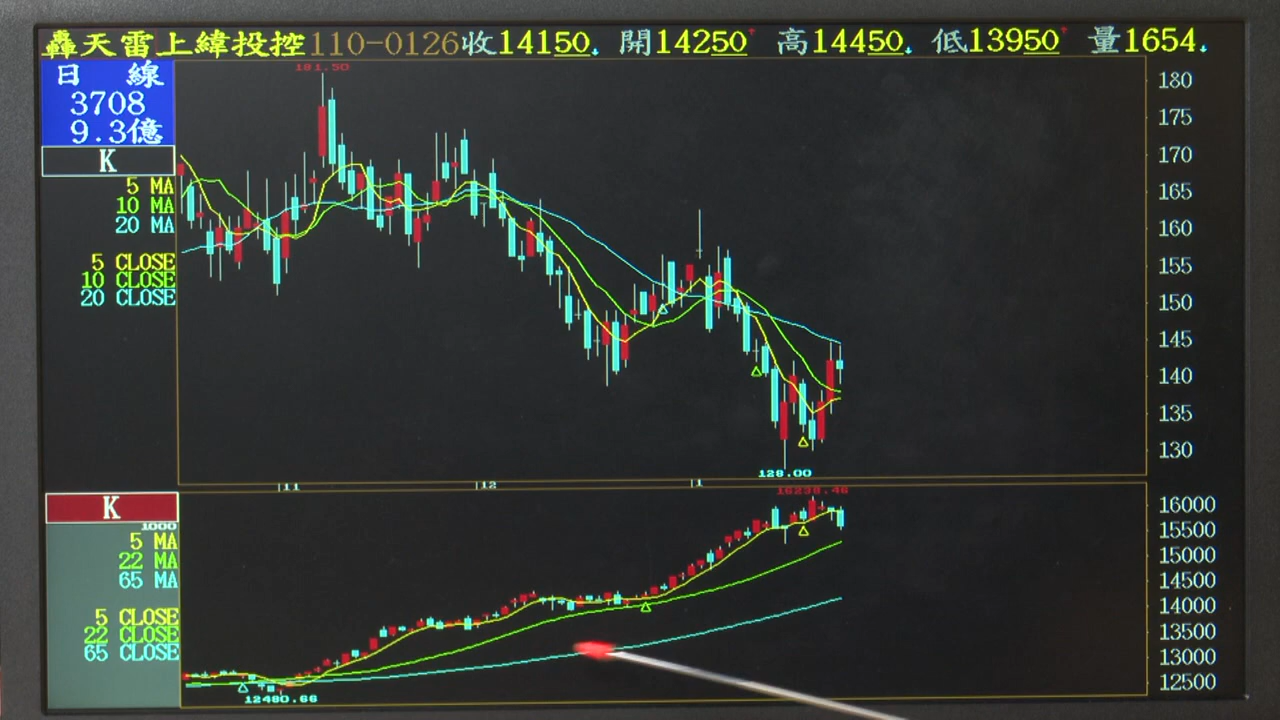 轟天雷上緯投控110-0126收14150 開14250 高14450 低13950 量1654
日 線
3708
9.3億
K
5 MA
10 MA
20 MA
5 CLOSE
10 CLOSE
20 CLOSE
181.50
180
175
170
165
160
155
150
145
140
135
130
128.00
11
12
1
K
1000
5 MA
22 MA
65 MA
5 CLOSE
22 CLOSE
65 CLOSE
16238.46
16000
15500
15000
14500
14000
13500
13000
12500
12480.66